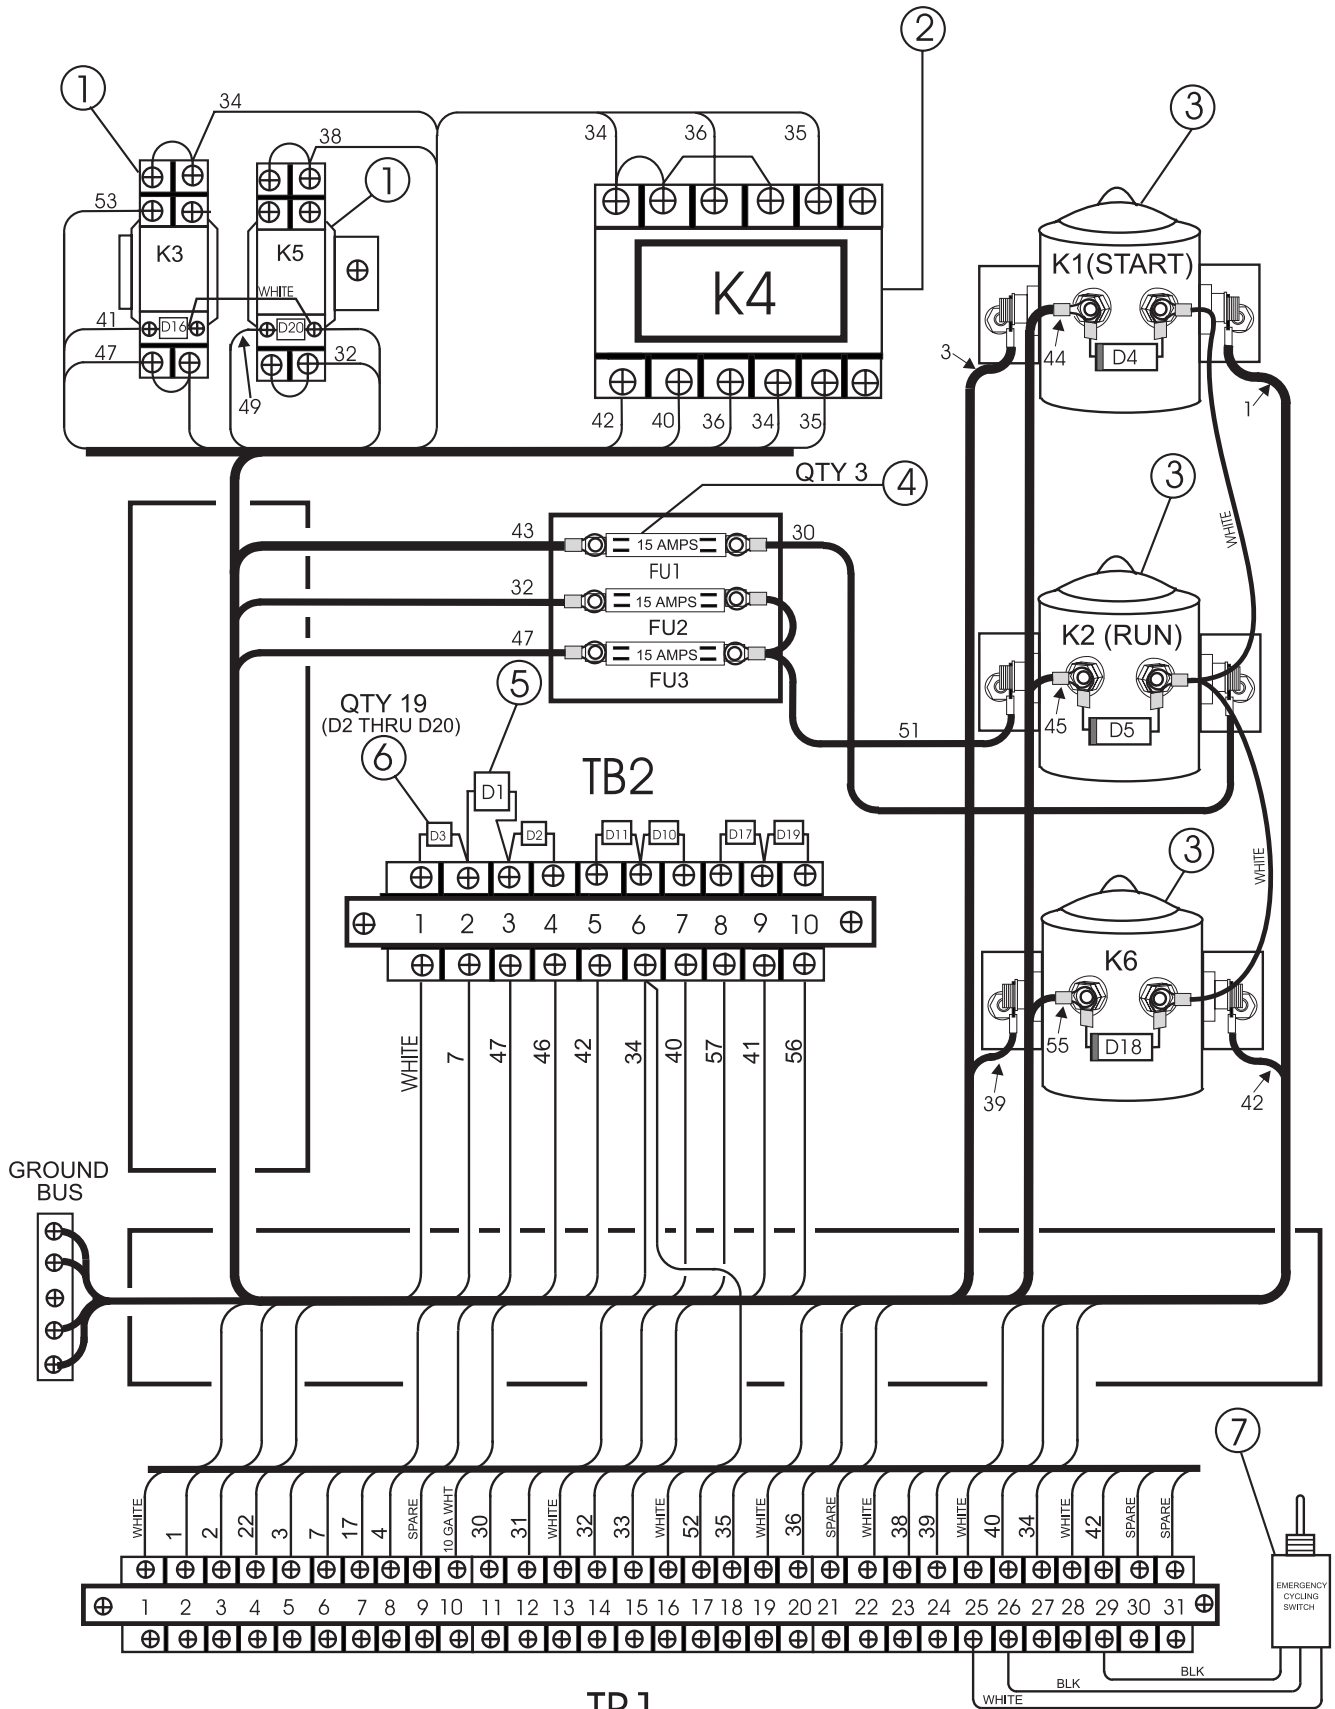 2
1
34
38
34
36
35
3
1
53
K3
K5
K4
K1(START)
WHITE
41
D16
D20
47
32
49
42
40
36
34
35
3
44
D4
1
QTY 3
4
3
WHITE
43
15 AMPS
30
FU1
32
15 AMPS
FU2
47
15 AMPS
FU3
K2 (RUN)
45
D5
51
5
QTY 19
(D2 THRU D20)
6
TB2
D1
D3
D2
D11
D10
D17
D19
3
WHITE
1 2 3 4 5 6 7 8 9 10
K6
55
D18
39
42
WHITE
7
47
46
42
34
40
57
41
56
GROUND
BUS
7
WHITE
1
2
22
3
7
17
4
SPARE
10 GA WHT
30
31
WHITE
32
33
WHITE
52
35
WHITE
36
SPARE
WHITE
38
39
WHITE
40
34
WHITE
42
SPARE
SPARE
1 2 3 4 5 6 7 8 9 10 11 12 13 14 15 16 17 18 19 20 21 22 23 24 25 26 27 28 29 30 31
EMERGENCY
CYCLING
SWITCH
BLK
BLK
WHITE
TB1